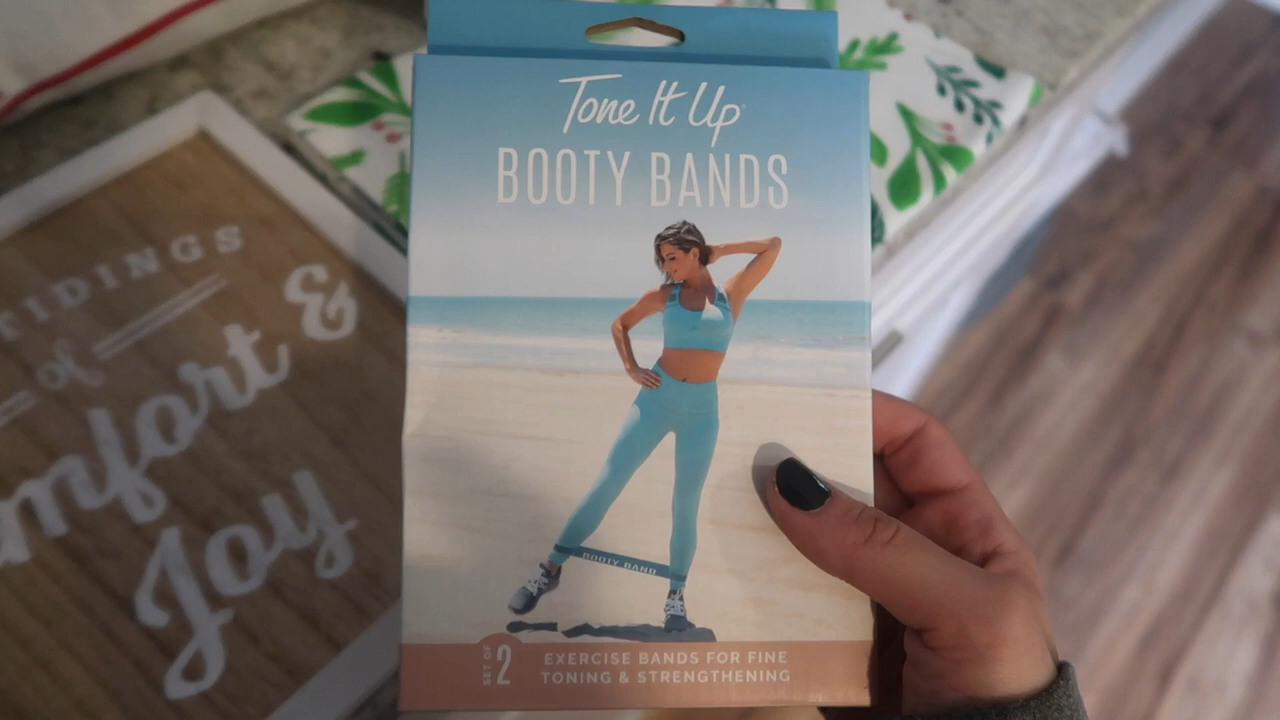 Tone It Up
BOOTY BANDS
BOOTY BAND
SET OF
2
EXERCISE BANDS FOR FINE
TONING & STRENGTHENING
TIDINGS
of
mfort &
Joy